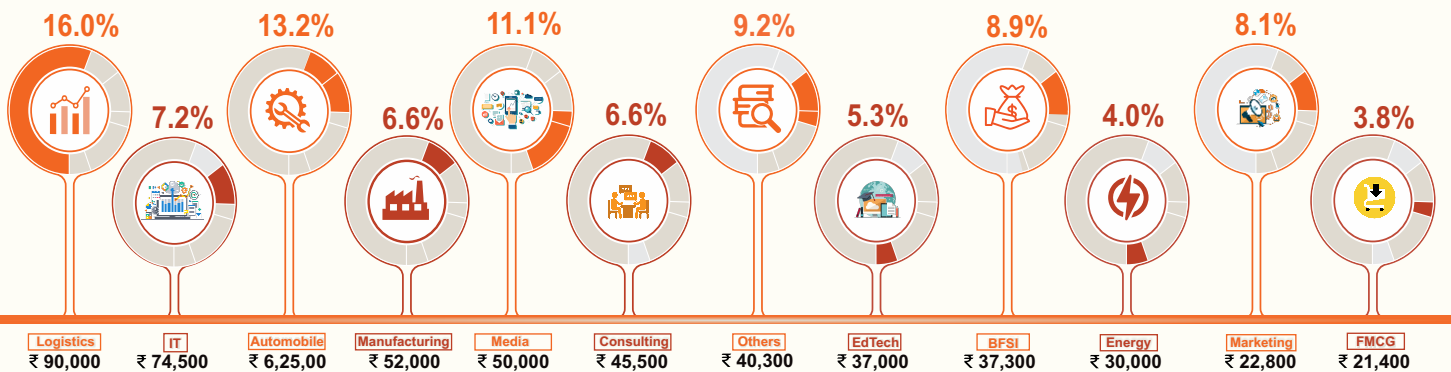 16.0%
13.2%
11.1%
9.2%
8.9%
8.1%
7.2%
6.6%
6.6%
5.3%
4.0%
3.8%
Logistics
₹ 90,000
IT
₹ 74,500
Automobile
₹ 6,25,00
Manufacturing
₹ 52,000
Media
₹ 50,000
Consulting
₹ 45,500
Others
₹ 40,300
EdTech
₹ 37,000
BFSI
₹ 37,300
Energy
₹ 30,000
Marketing
₹ 22,800
FMCG
₹ 21,400